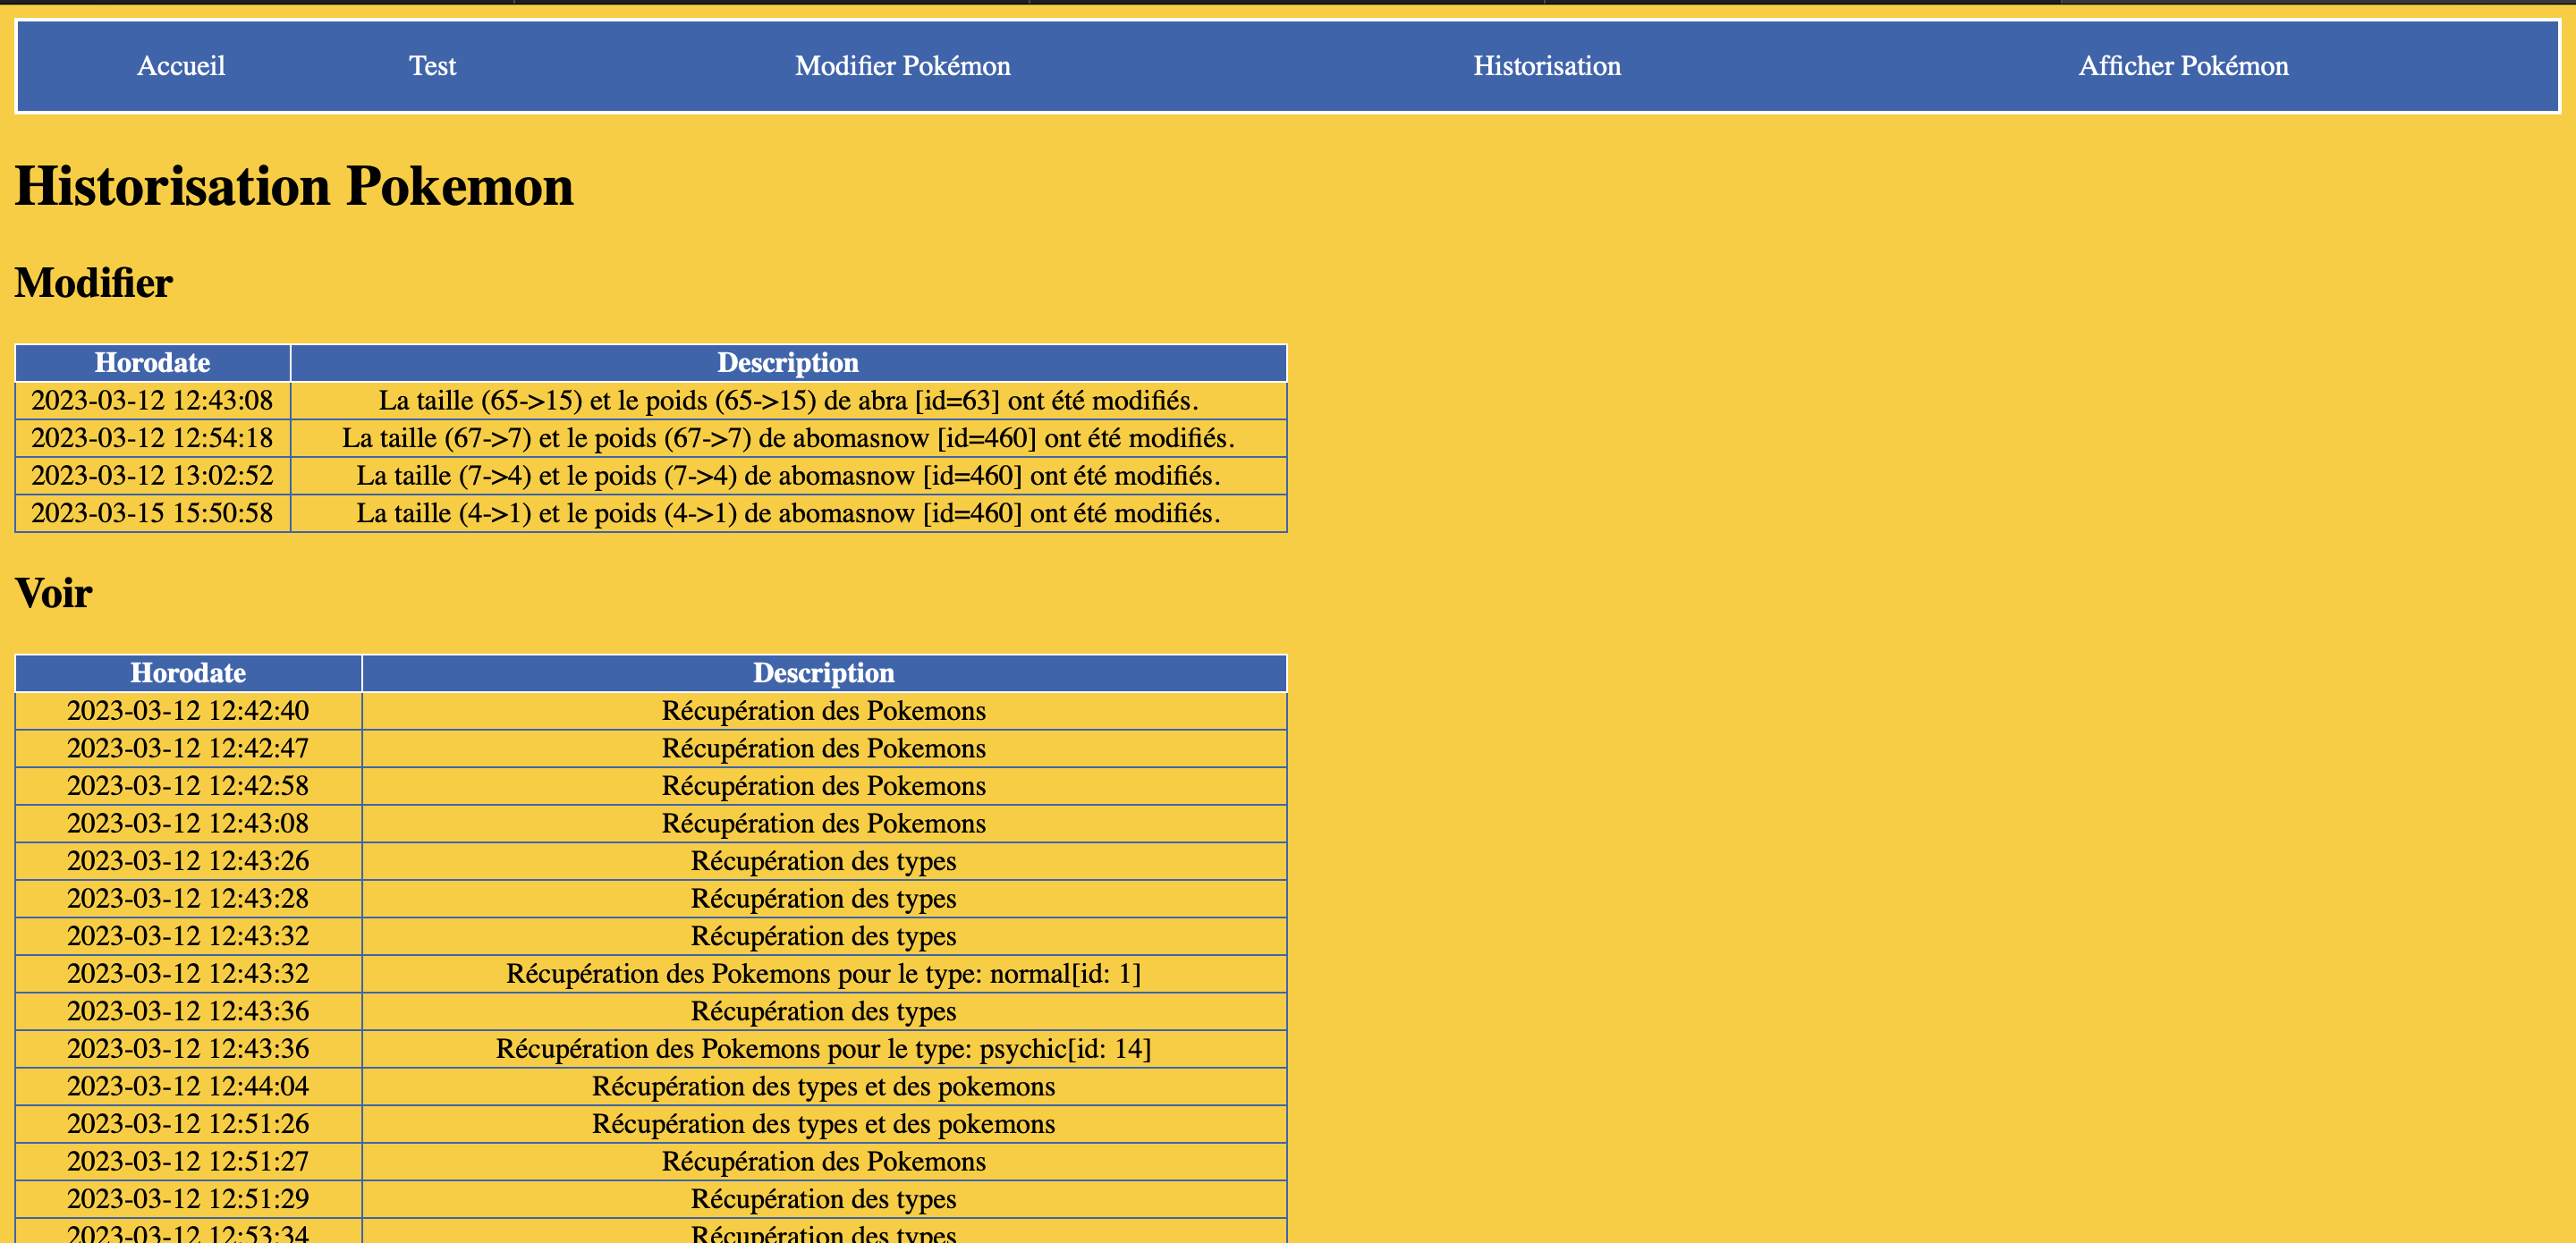 Accueil Test Modifier Pokémon Historisation Afficher Pokémon
Historisation Pokemon
Modifier
Horodate Description
2023-03-12 12:43:08 La taille (65->15) et le poids (65->15) de abra [id=63] ont été modifiés.
2023-03-12 12:54:18 La taille (67->7) et le poids (67->7) de abomasnow [id=460] ont été modifiés.
2023-03-12 13:02:52 La taille (7->4) et le poids (7->4) de abomasnow [id=460] ont été modifiés.
2023-03-15 15:50:58 La taille (4->1) et le poids (4->1) de abomasnow [id=460] ont été modifiés.
Voir
Horodate Description
2023-03-12 12:42:40 Récupération des Pokemons
2023-03-12 12:42:47 Récupération des Pokemons
2023-03-12 12:42:58 Récupération des Pokemons
2023-03-12 12:43:08 Récupération des Pokemons
2023-03-12 12:43:26 Récupération des types
2023-03-12 12:43:28 Récupération des types
2023-03-12 12:43:32 Récupération des types
2023-03-12 12:43:32 Récupération des Pokemons pour le type: normal[id: 1]
2023-03-12 12:43:36 Récupération des types
2023-03-12 12:43:36 Récupération des Pokemons pour le type: psychic[id: 14]
2023-03-12 12:44:04 Récupération des types et des pokemons
2023-03-12 12:51:26 Récupération des types et des pokemons
2023-03-12 12:51:27 Récupération des Pokemons
2023-03-12 12:51:29 Récupération des types
2023-03-12 12:53:34 Récupération des types